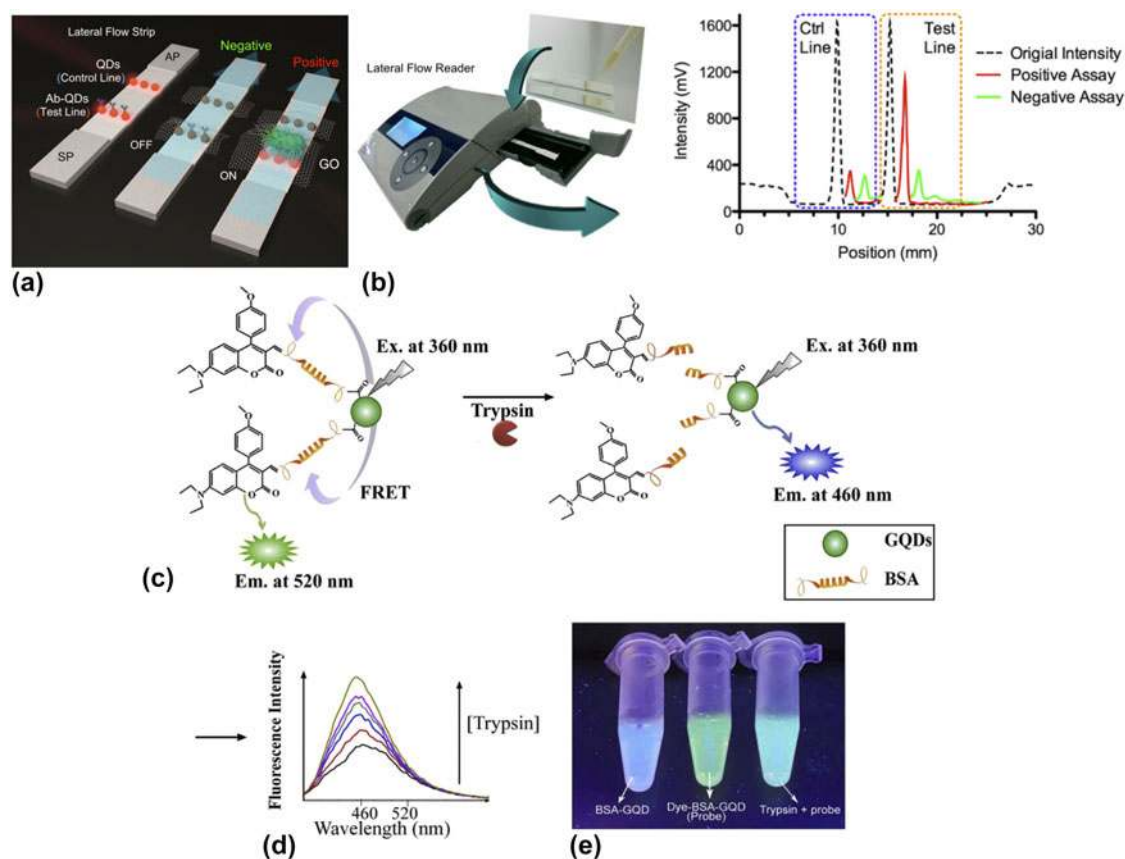 Lateral Flow Strip
AP
QDs
(Control Line)
Ab-QDs
(Test Line)
SP
Negative
OFF
Positive
GO
ON
(a)
Lateral Flow Reader
(b)
Intensity (mV)
1600
1200
800
400
0
Ctrl
Line
Test
Line
0
10
20
30
Position (mm)
Origial Intensity
Positive Assay
Negative Assay
O
O
O
N
Ex. at 360 nm
O
O
O
O
N
O
FRET
Em. at 520 nm
Trypsin
O
O
O
N
Ex. at 360 nm
O
O
O
O
N
O
Em. at 460 nm
GQDs
BSA
(c)
Fluorescence Intensity
[Trypsin]
460
520
Wavelength (nm)
(d)
BSA-GQD
Dye-BSA-GQD
(Probe)
Trypsin + probe
(e)